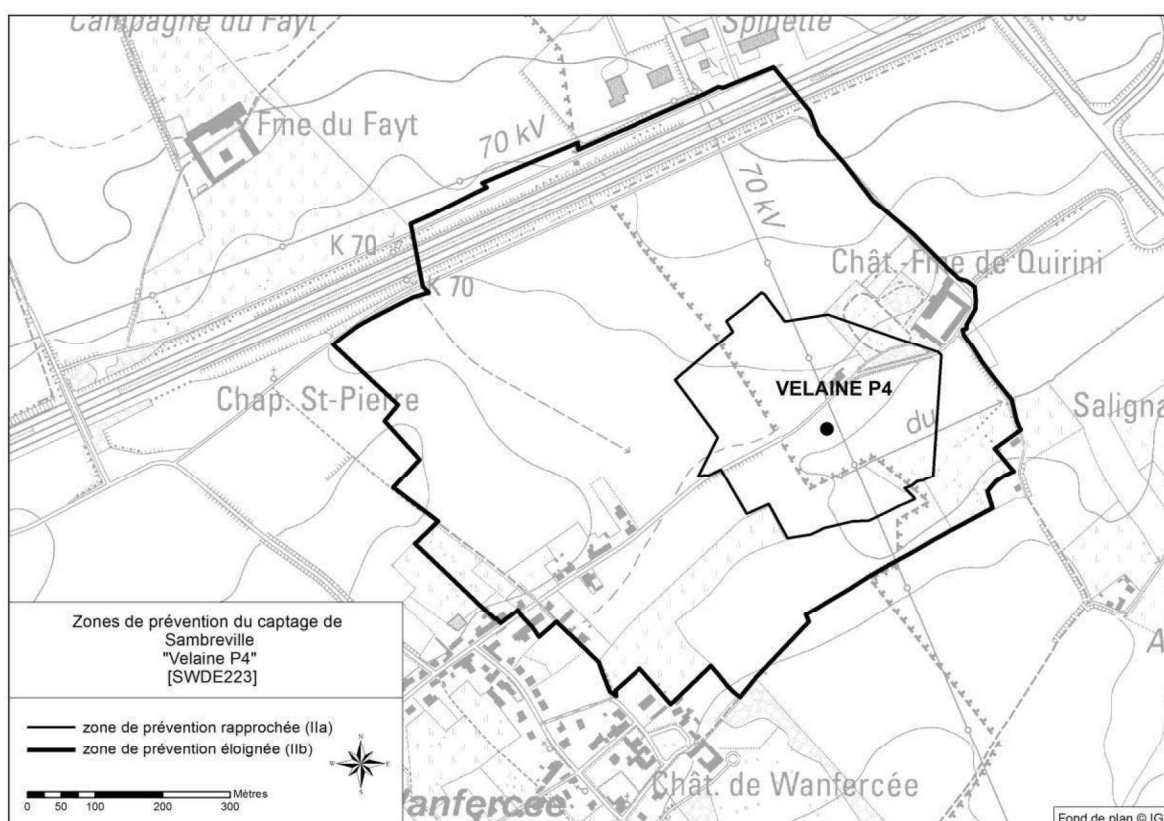 Campagne du Fayt
Spinette
Fme du Fayt
70 kV
70 kV
K 70
K 70
Chât.-Fme de Quirini
Chap. St-Pierre
VELAINE P4
du
Zones de prévention du captage de
Sambreville
"Velaine P4"
[SWDE223]
zone de prévention rapprochée (IIa)
zone de prévention éloignée (IIb)
N
W
E
S
Mètres
0 25 50 100 200 300
Chât. de Wanfercée
Wanfercée
Fond de plan © IG